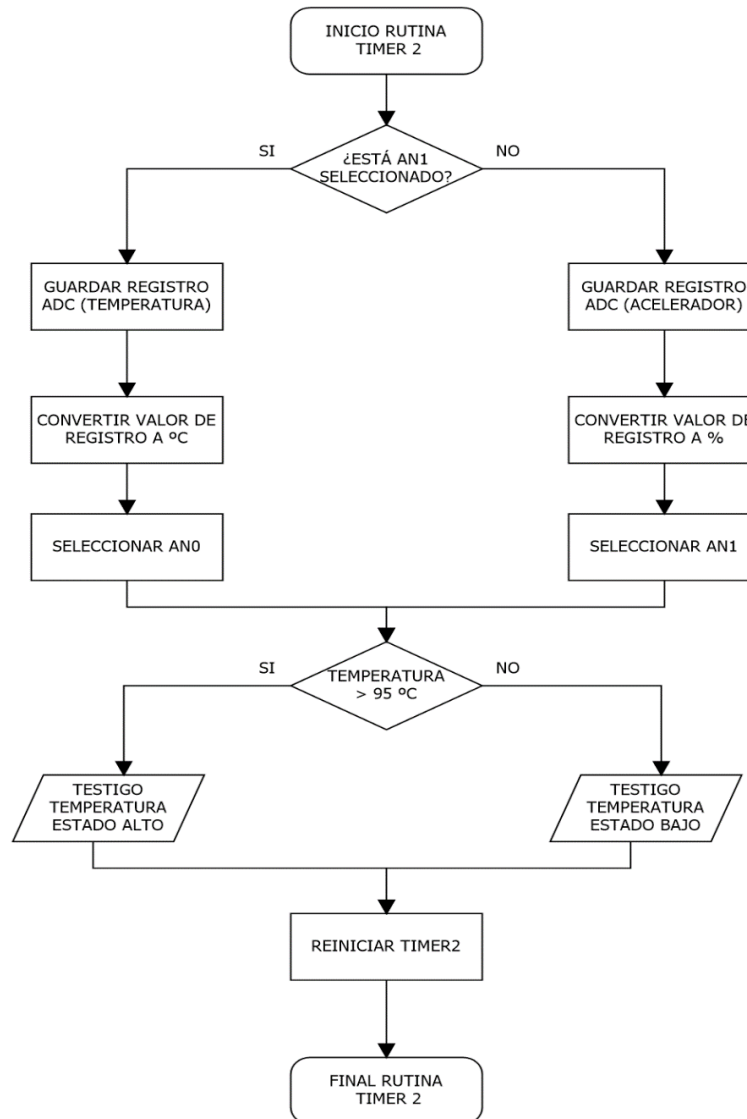 INICIO RUTINA
TIMER 2
¿ESTÁ AN1
SELECCIONADO?
SI
NO
GUARDAR REGISTRO
ADC (TEMPERATURA)
GUARDAR REGISTRO
ADC (ACELERADOR)
CONVERTIR VALOR DE
REGISTRO A ºC
CONVERTIR VALOR DE
REGISTRO A %
SELECCIONAR AN0
SELECCIONAR AN1
TEMPERATURA
> 95 ºC
SI
NO
TESTIGO
TEMPERATURA
ESTADO ALTO
TESTIGO
TEMPERATURA
ESTADO BAJO
REINICIAR TIMER2
FINAL RUTINA
TIMER 2